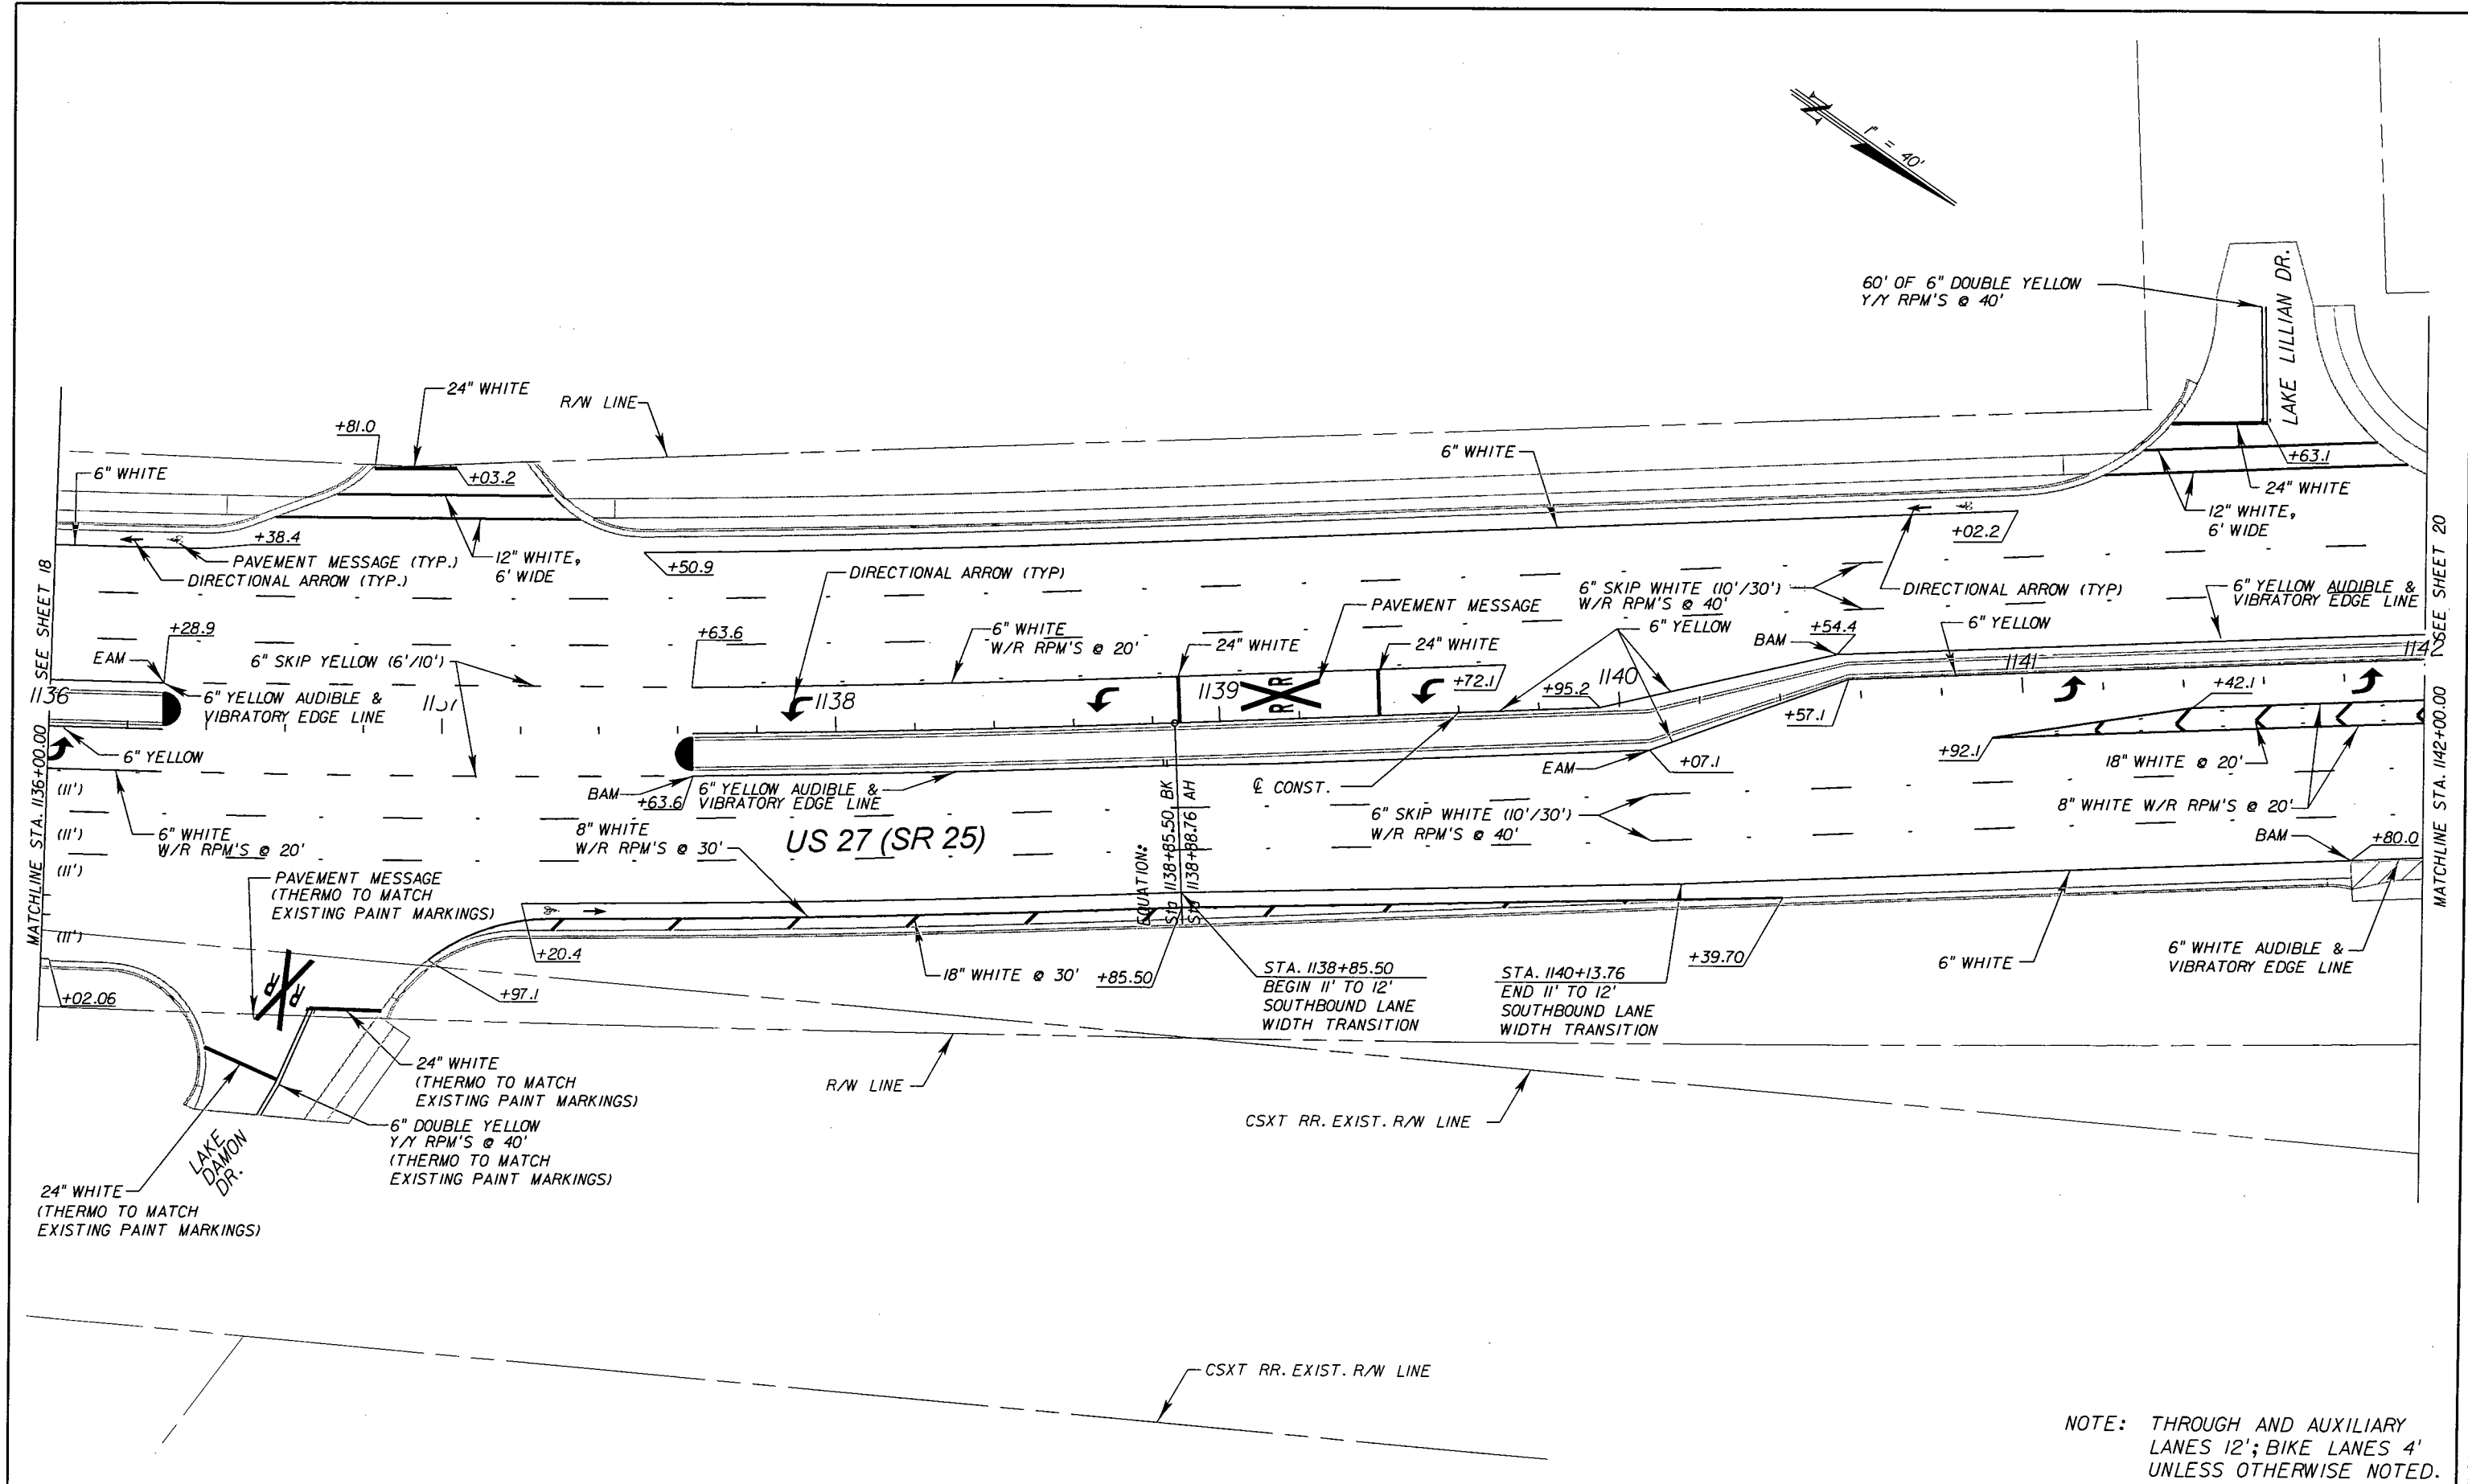 1" = 40'
N
60' OF 6" DOUBLE YELLOW
Y/Y RPM'S @ 40'
LAKE LILLIAN DR.
24" WHITE
R/W LINE
+81.0
+03.2
6" WHITE
+38.4
PAVEMENT MESSAGE (TYP.)
DIRECTIONAL ARROW (TYP.)
12" WHITE,
6' WIDE
+50.9
DIRECTIONAL ARROW (TYP)
6" WHITE
+63.1
24" WHITE
12" WHITE,
6' WIDE
+02.2
6" SKIP WHITE (10'/30')
W/R RPM'S @ 40'
DIRECTIONAL ARROW (TYP)
6" YELLOW AUDIBLE &
VIBRATORY EDGE LINE
PAVEMENT MESSAGE
MATCHLINE STA. 1136+00.00 SEE SHEET 18
+28.9
EAM
6" SKIP YELLOW (6'/10')
+63.6
6" WHITE
W/R RPM'S @ 20'
24" WHITE
24" WHITE
6" YELLOW
BAM
+54.4
6" YELLOW
MATCHLINE STA. 1142+00.00 SEE SHEET 20
1136
6" YELLOW AUDIBLE &
VIBRATORY EDGE LINE
1138
1139
R R
+72.1
+95.2
1140
1141
1142
+42.1
+57.1
6" YELLOW
+92.1
18" WHITE @ 20'
8" WHITE W/R RPM'S @ 20'
(11')
(11')
(11')
(11')
6" WHITE
W/R RPM'S @ 20'
BAM
+63.6
6" YELLOW AUDIBLE &
VIBRATORY EDGE LINE
℄ CONST.
EAM
+07.1
6" SKIP WHITE (10'/30')
W/R RPM'S @ 40'
8" WHITE
W/R RPM'S @ 30'
US 27 (SR 25)
EQUATION:
Sta 1138+85.50 BK
Sta 1138+88.76 AH
BAM
+80.0
PAVEMENT MESSAGE
(THERMO TO MATCH
EXISTING PAINT MARKINGS)
R R
+20.4
+97.1
+02.06
18" WHITE @ 30'
+85.50
STA. 1138+85.50
BEGIN 11' TO 12'
SOUTHBOUND LANE
WIDTH TRANSITION
STA. 1140+13.76
END 11' TO 12'
SOUTHBOUND LANE
WIDTH TRANSITION
+39.70
6" WHITE
6" WHITE AUDIBLE &
VIBRATORY EDGE LINE
24" WHITE
(THERMO TO MATCH
EXISTING PAINT MARKINGS)
R/W LINE
CSXT RR. EXIST. R/W LINE
6" DOUBLE YELLOW
Y/Y RPM'S @ 40'
(THERMO TO MATCH
EXISTING PAINT MARKINGS)
LAKE
DAMON
DR.
24" WHITE
(THERMO TO MATCH
EXISTING PAINT MARKINGS)
CSXT RR. EXIST. R/W LINE
NOTE: THROUGH AND AUXILIARY
LANES 12'; BIKE LANES 4'
UNLESS OTHERWISE NOTED.